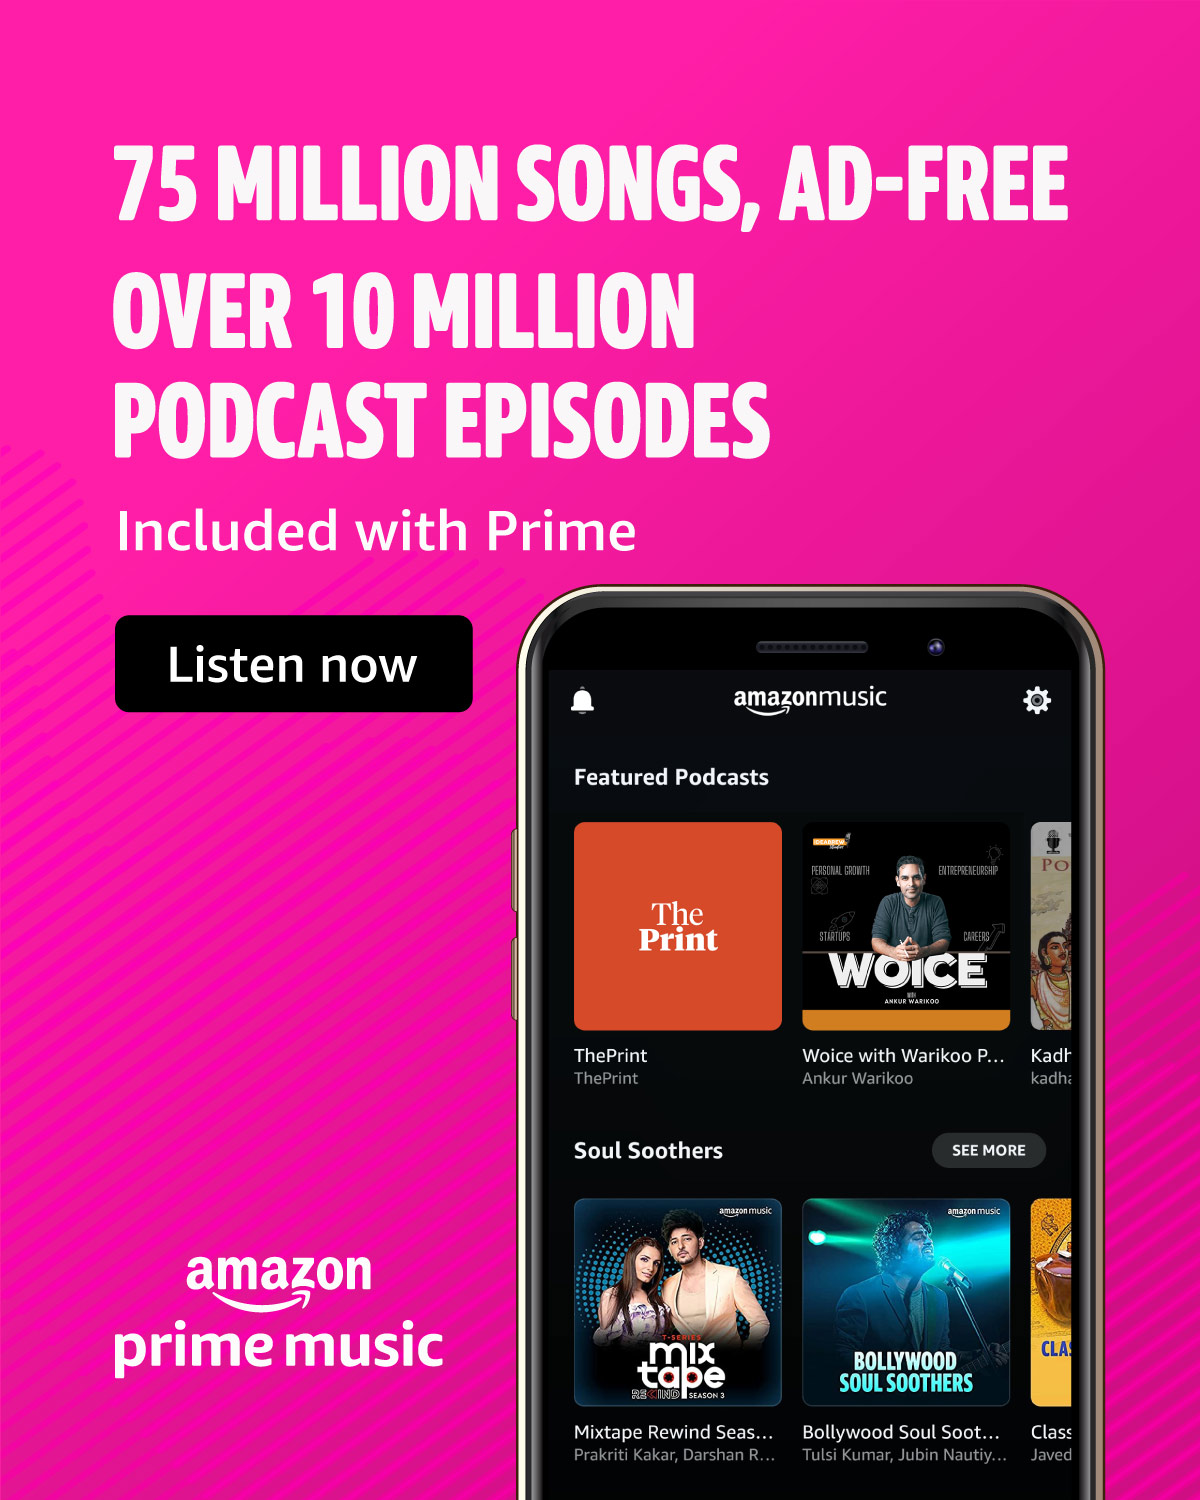 75 MILLION SONGS, AD-FREE
OVER 10 MILLION
PODCAST EPISODES
Included with Prime
Listen now
amazonmusic
Featured Podcasts
The
Print
PERSONAL GROWTH
ENTREPRENEURSHIP
STARTUPS
CAREERS
WOICE
WITH
ANKUR WARIKOO
PO
ThePrint
ThePrint
Woice with Warikoo P...
Ankur Warikoo
Kadh
kadha
Soul Soothers
SEE MORE
amazon music
T-SERIES
mix
tape
REWIND SEASON 3
amazon music
BOLLYWOOD
SOUL SOOTHERS
CLAS
Mixtape Rewind Seas...
Prakriti Kakar, Darshan R...
Bollywood Soul Soot...
Tulsi Kumar, Jubin Nautiy...
Class
Javed
amazon
prime music